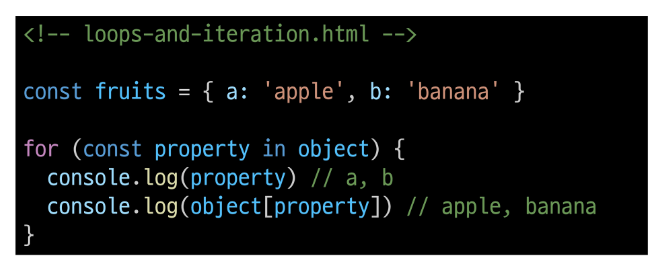 <!-- loops-and-iteration.html -->
const fruits = { a: 'apple', b: 'banana' }
for (const property in object) {
console.log(property) // a, b
console.log(object[property]) // apple, banana
}